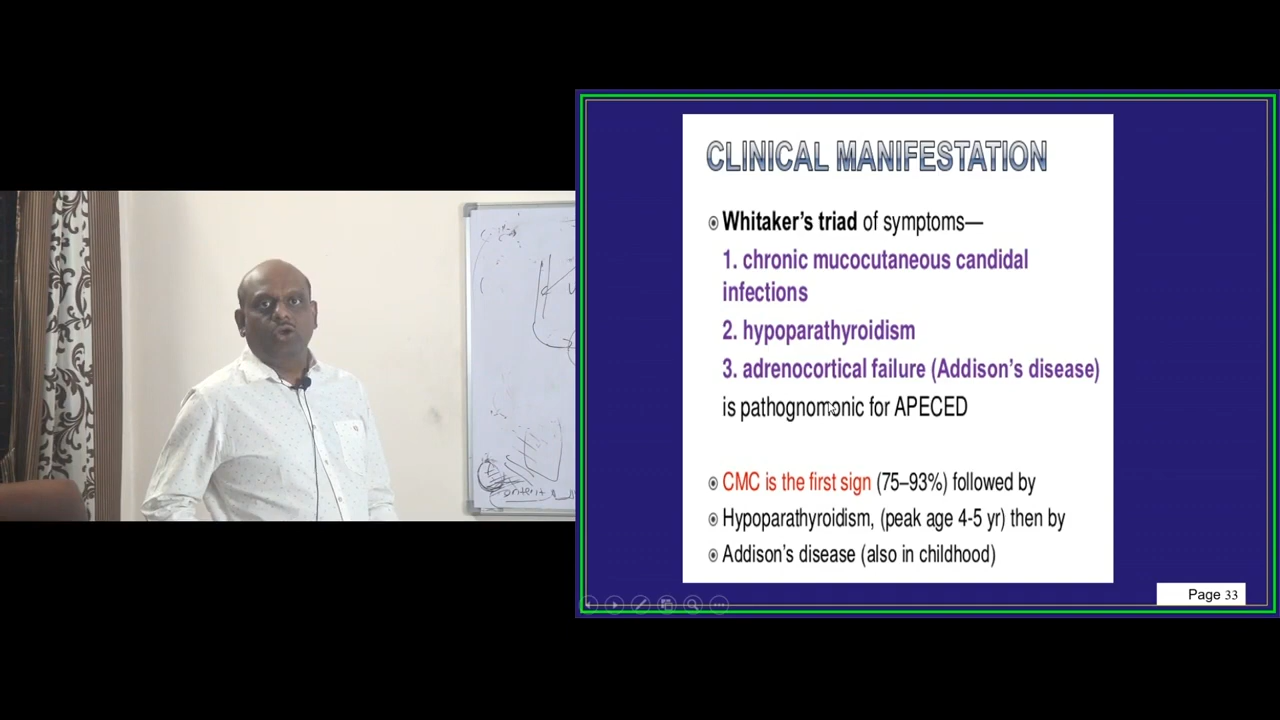 CLINICAL MANIFESTATION
Whitaker's triad of symptoms—
1. chronic mucocutaneous candidal
infections
2. hypoparathyroidism
3. adrenocortical failure (Addison's disease)
is pathognomonic for APECED
CMC is the first sign (75–93%) followed by
Hypoparathyroidism, (peak age 4-5 yr) then by
Addison's disease (also in childhood)
Page 33